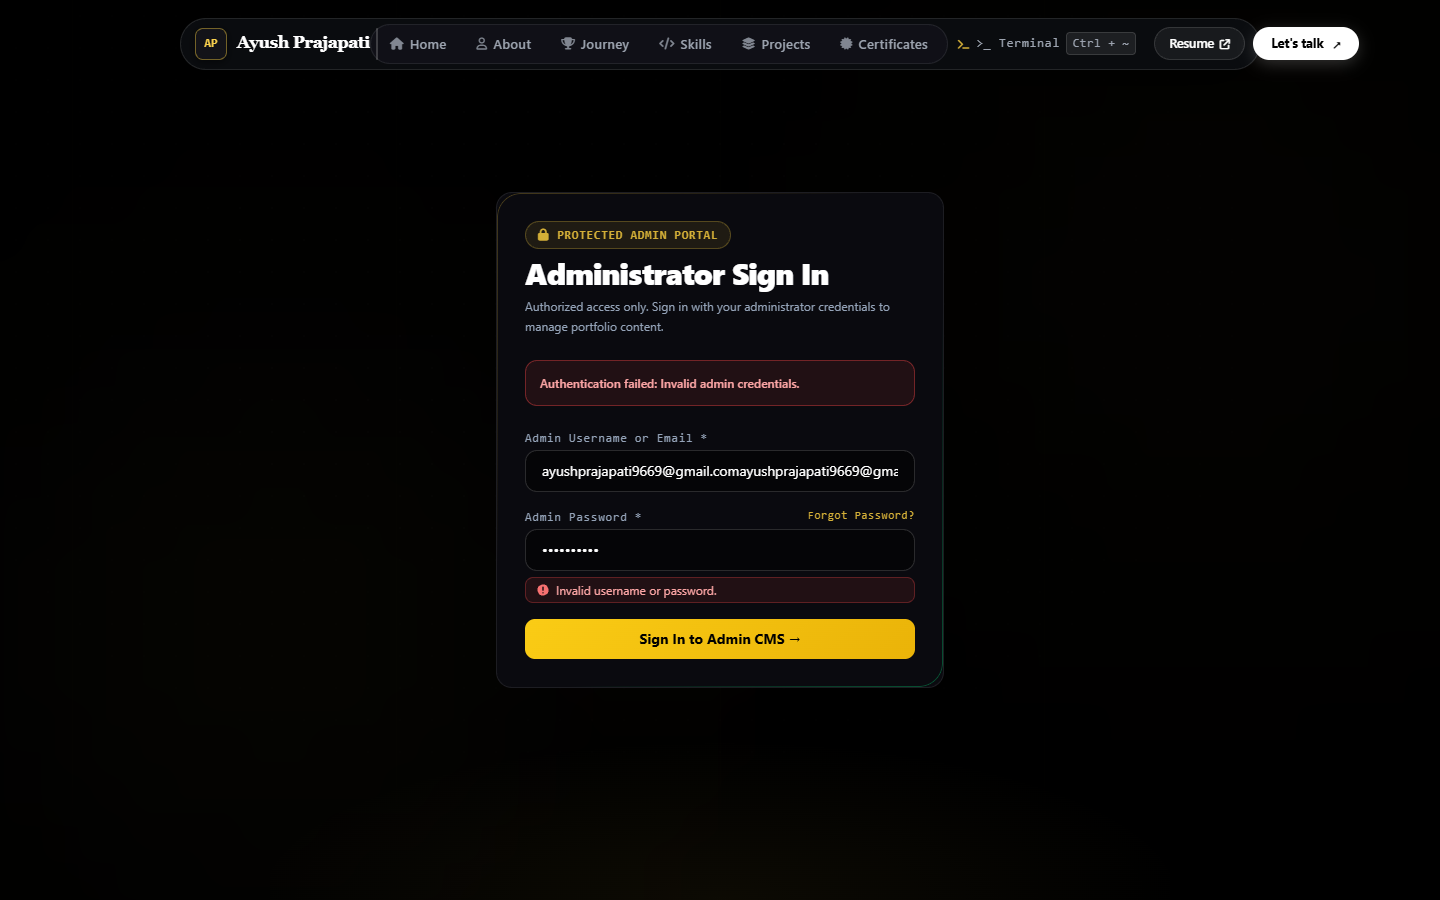 AP Ayush Prajapati Home About Journey Skills Projects Certificates >_ Terminal Ctrl + ~ Resume Let's talk ↗
PROTECTED ADMIN PORTAL
Administrator Sign In
Authorized access only. Sign in with your administrator credentials to
manage portfolio content.
Authentication failed: Invalid admin credentials.
Admin Username or Email *
ayushprajapati9669@gmail.comayushprajapati9669@gma
Admin Password * Forgot Password?
••••••••••
Invalid username or password.
Sign In to Admin CMS →